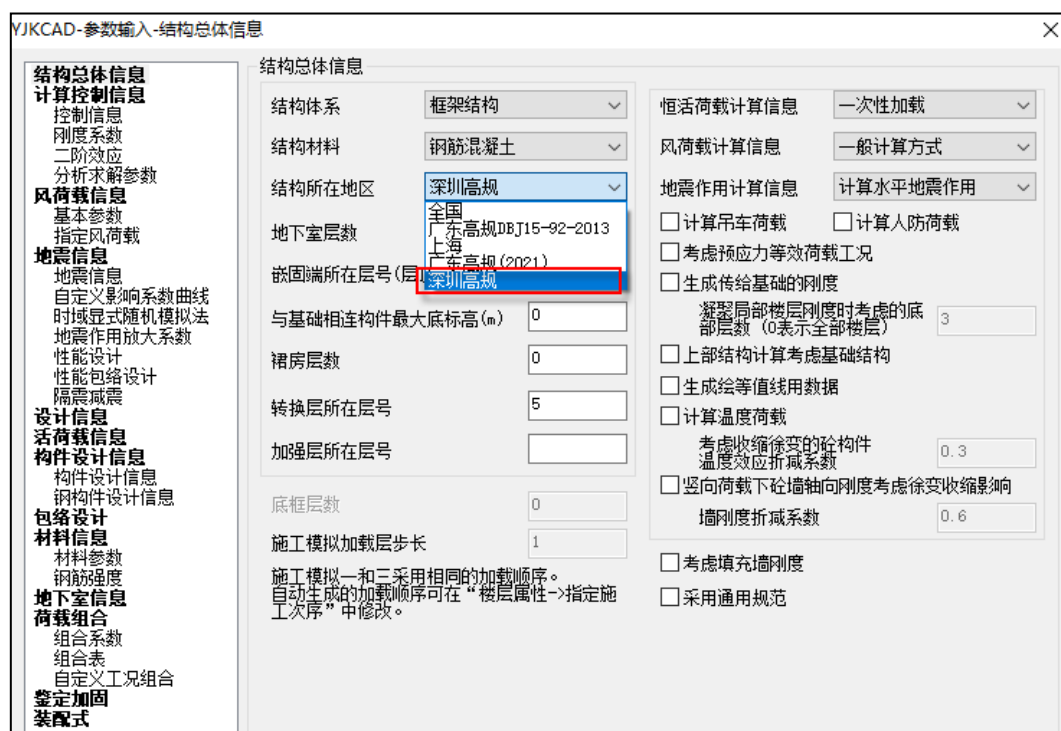 YJKCAD-参数输入-结构总体信息
结构总体信息
计算控制信息
控制信息
刚度系数
二阶效应
分析求解参数
风荷载信息
基本参数
指定风荷载
地震信息
地震信息
自定义影响系数曲线
时域显式随机模拟法
地震作用放大系数
性能设计
性能包络设计
隔震减震
设计信息
活荷载信息
构件设计信息
构件设计信息
钢构件设计信息
包络设计
材料信息
材料参数
钢筋强度
地下室信息
荷载组合
组合系数
组合表
自定义工况组合
鉴定加固
装配式
结构总体信息
结构体系 框架结构
结构材料 钢筋混凝土
结构所在地区 深圳高规
全国
广东高规DBJ15-92-2013
上海
广东高规(2021)
深圳高规
地下室层数
嵌固端所在层号(层
与基础相连构件最大底标高(m) 0
裙房层数 0
转换层所在层号 5
加强层所在层号
底框层数 0
施工模拟加载层步长 1
施工模拟一和三采用相同的加载顺序。
自动生成的加载顺序可在“楼层属性->指定施
工次序”中修改。
恒活荷载计算信息 一次性加载
风荷载计算信息 一般计算方式
地震作用计算信息 计算水平地震作用
计算吊车荷载 计算人防荷载
考虑预应力等效荷载工况
生成传给基础的刚度
凝聚局部楼层刚度时考虑的底
部层数（0表示全部楼层） 3
上部结构计算考虑基础结构
生成绘等值线用数据
计算温度荷载
考虑收缩徐变的砼构件
温度效应折减系数 0.3
竖向荷载下砼墙轴向刚度考虑徐变收缩影响
墙刚度折减系数 0.6
考虑填充墙刚度
采用通用规范